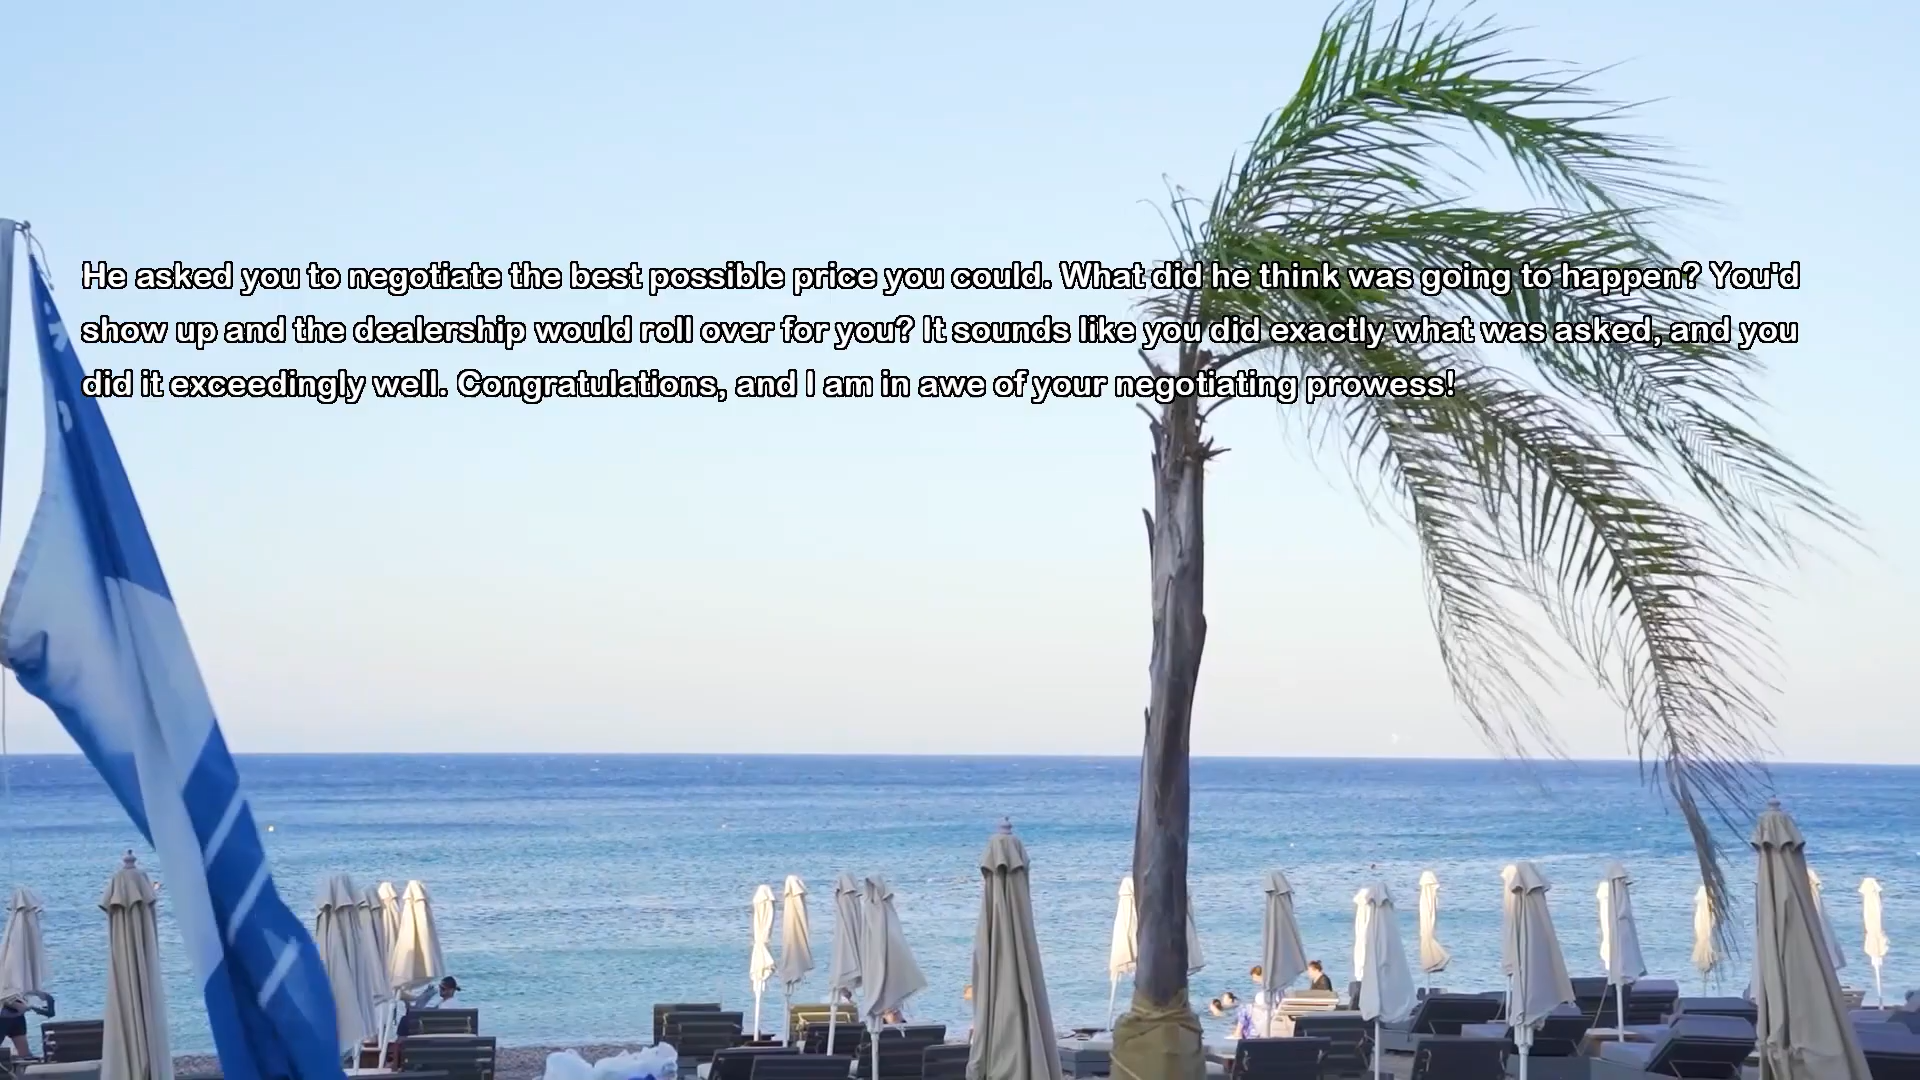 He asked you to negotiate the best possible price you could. What did he think was going to happen? You'd
show up and the dealership would roll over for you? It sounds like you did exactly what was asked, and you
did it exceedingly well. Congratulations, and I am in awe of your negotiating prowess!